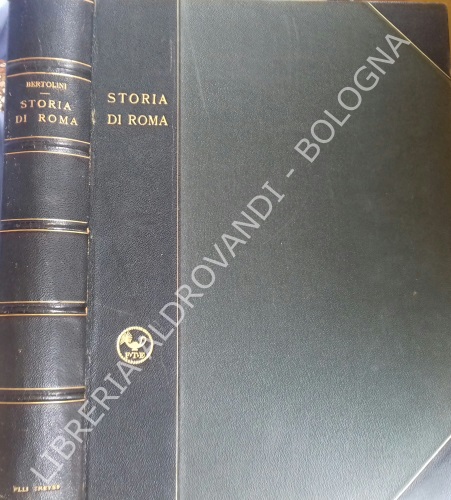 BERTOLINI
STORIA
DI ROMA
STORIA
DI ROMA
LIBRERIA ALDROVANDI - BOLOGNA